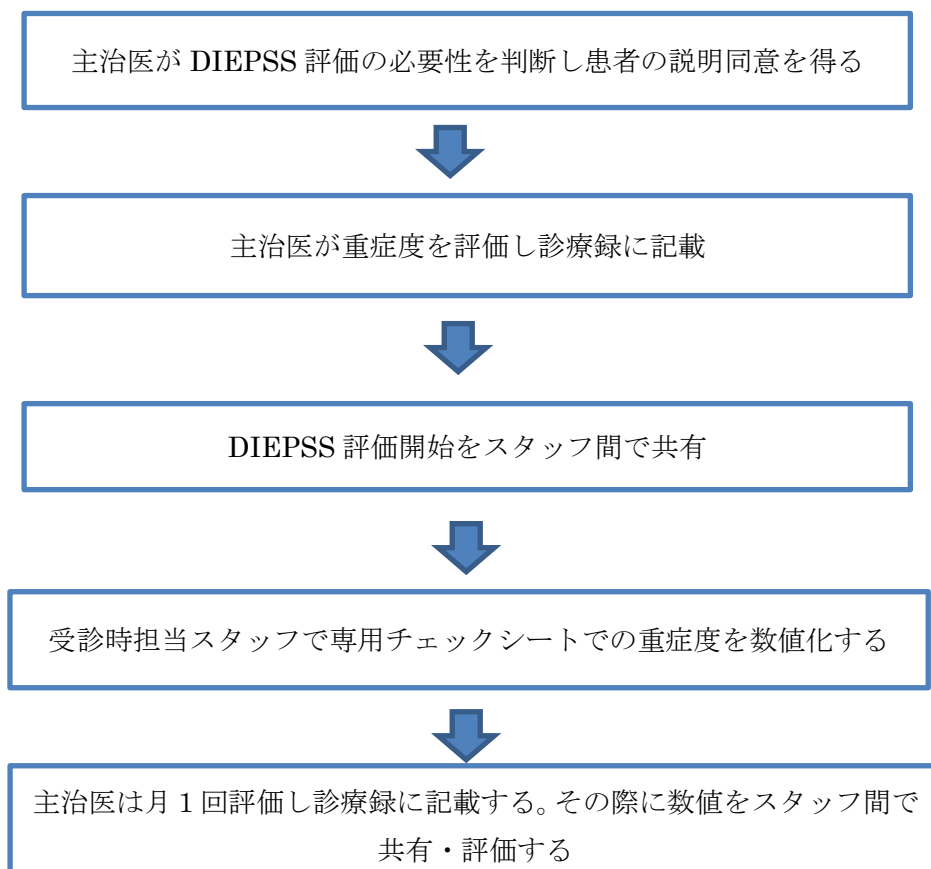 主治医が DIEPSS 評価の必要性を判断し患者の説明同意を得る
主治医が重症度を評価し診療録に記載
DIEPSS 評価開始をスタッフ間で共有
受診時担当スタッフで専用チェックシートでの重症度を数値化する
主治医は月 1 回評価し診療録に記載する。その際に数値をスタッフ間で
共有・評価する